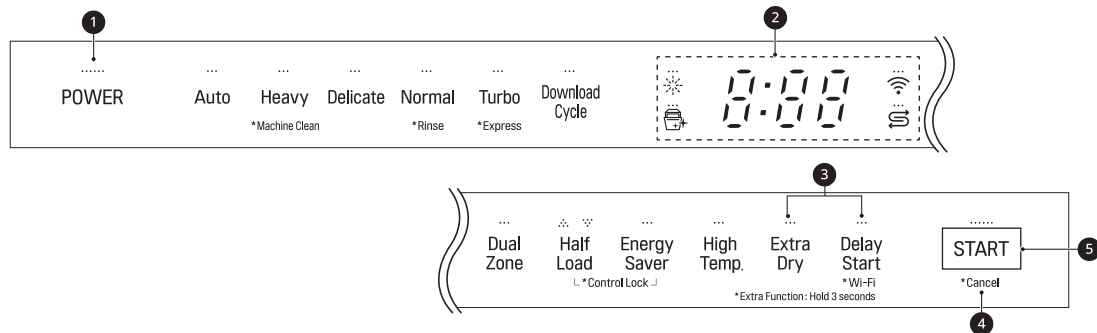 1
2
POWER
Auto
Heavy
*Machine Clean
Delicate
Normal
*Rinse
Turbo
*Express
Download
Cycle
8:88
3
Dual
Zone
Half
Load
Energy
Saver
*Control Lock
High
Temp.
Extra
Dry
Delay
Start
*Wi-Fi
*Extra Function : Hold 3 seconds
START
*Cancel
5
4